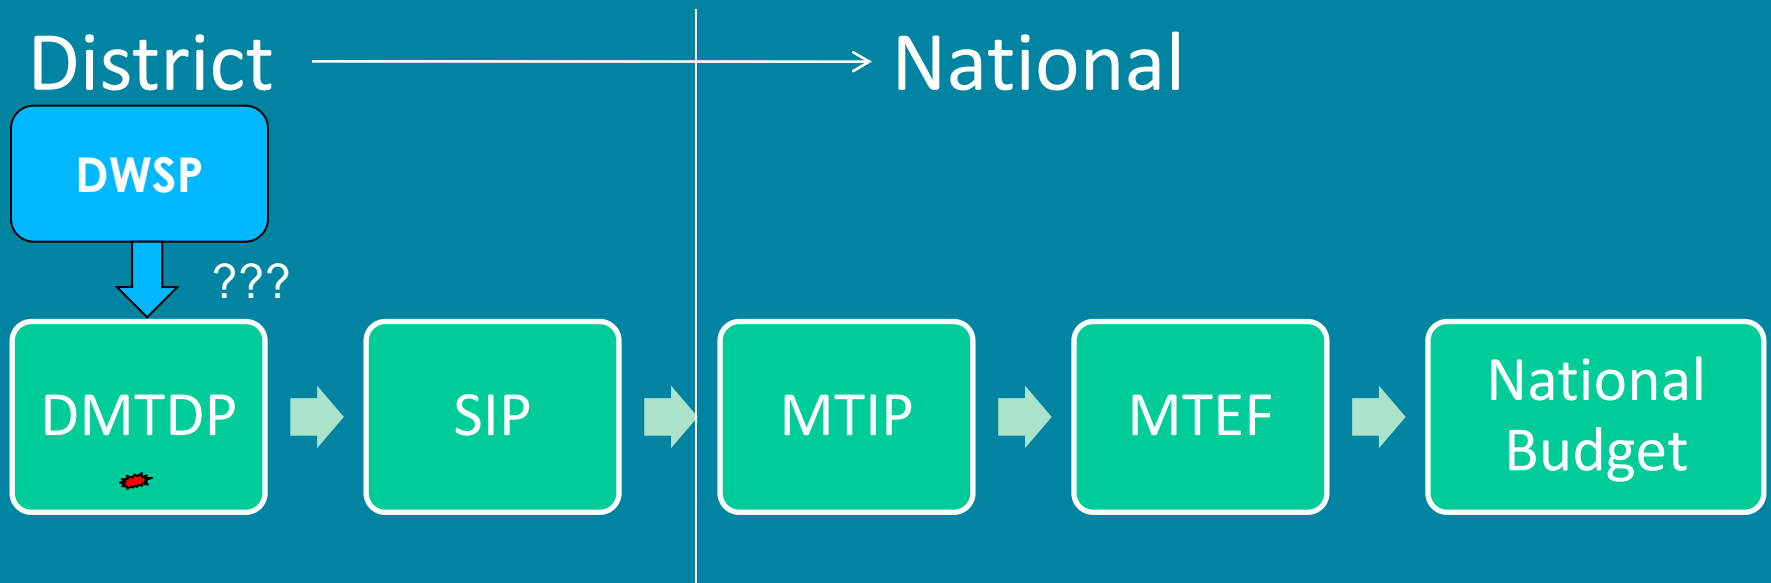 District
National
DWSP
???
DMTDP
SIP
MTIP
MTEF
National
Budget